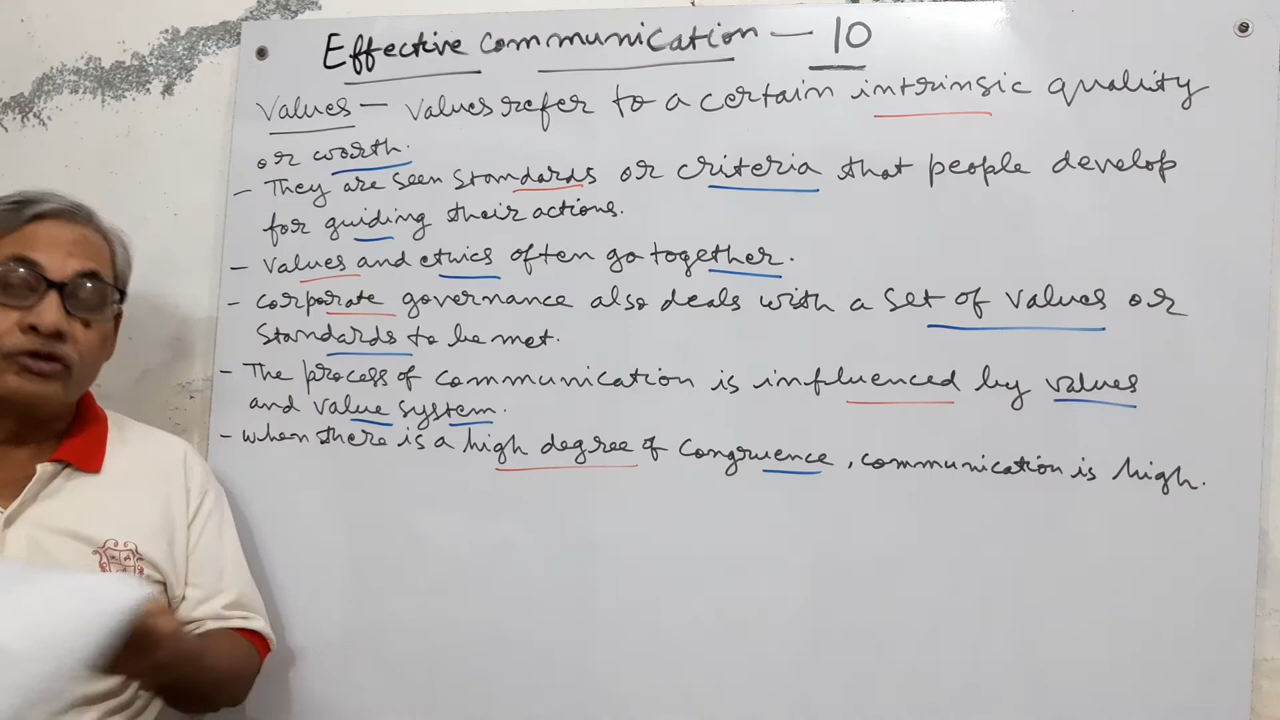 Effective communication — 10
Values — Values refer to a certain intrinsic quality
or worth.
- They are seen standards or criteria that people develop
for guiding their actions.
- Values and ethics often go together.
- corporate governance also deals with a set of values or
standards to be met.
- The process of communication is influenced by values
and value system.
- when there is a high degree of congruence, communication is high.